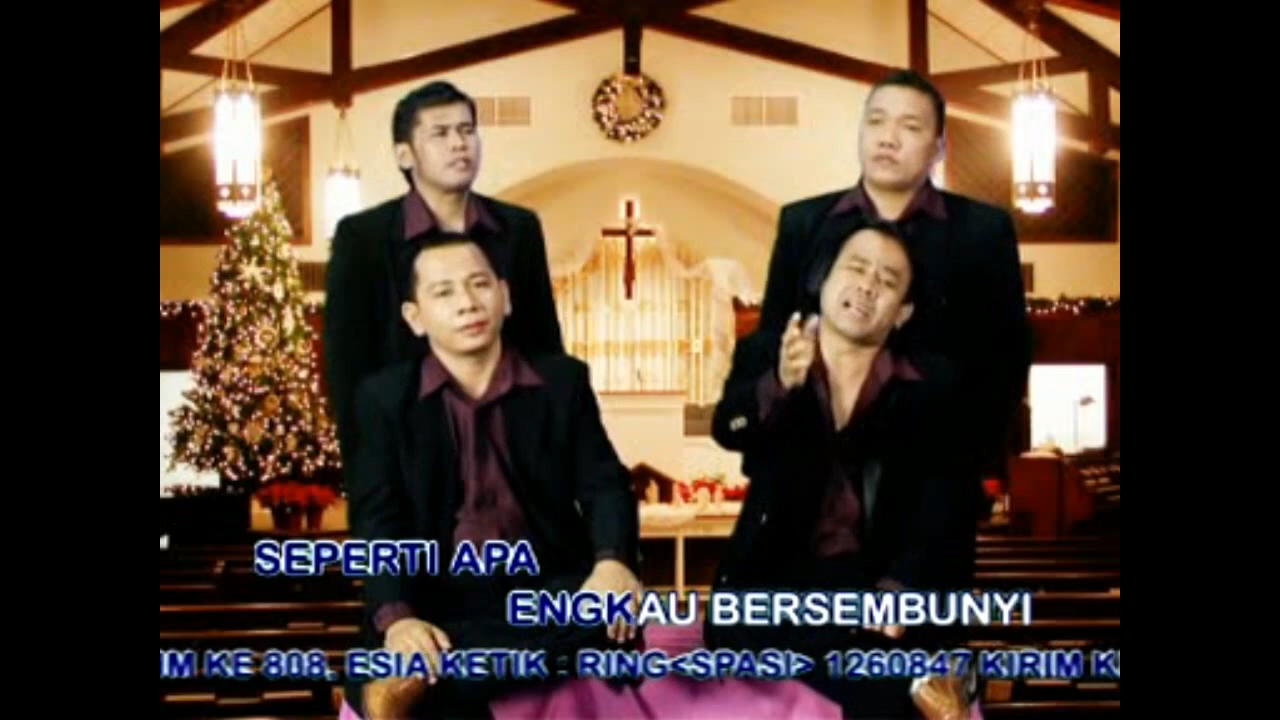 SEPERTI APA
ENGKAU BERSEMBUNYI
IM KE 808, ESIA KETIK : RING<SPASI> 1260847 KIRIM K